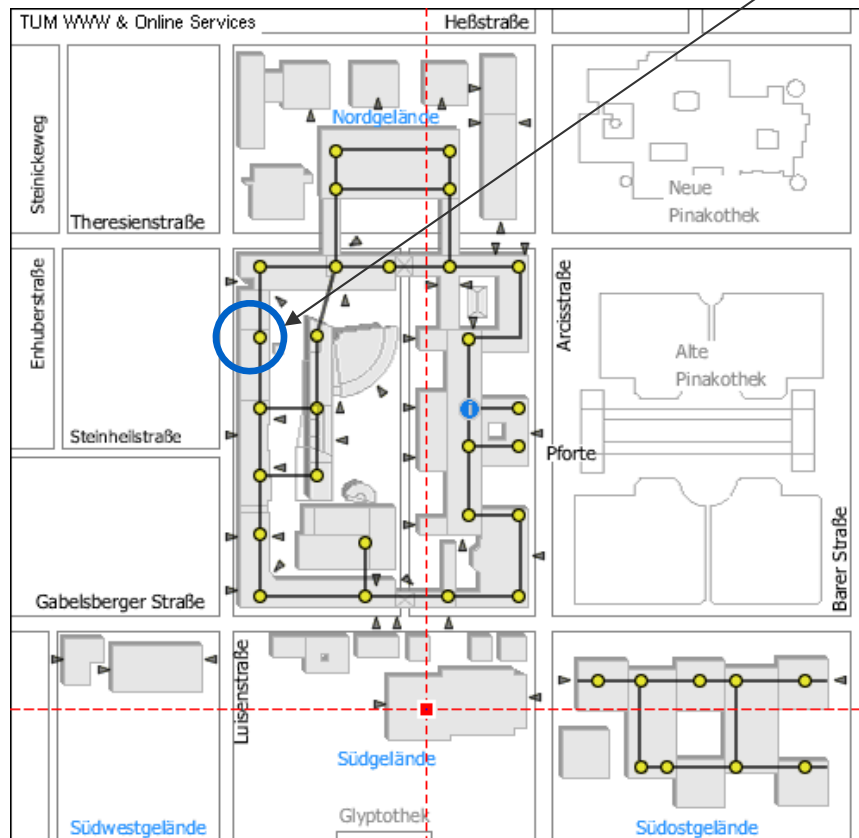 TUM WWW & Online Services
Heßstraße
Nordgelände
Steinickeweg
Theresienstraße
Neue
Pinakothek
Enhuberstraße
Arcisstraße
Alte
Pinakothek
Steinheilstraße
i
Pforte
Barer Straße
Gabelsberger Straße
Luisenstraße
Südgelände
Glyptothek
Südwestgelände
Südostgelände